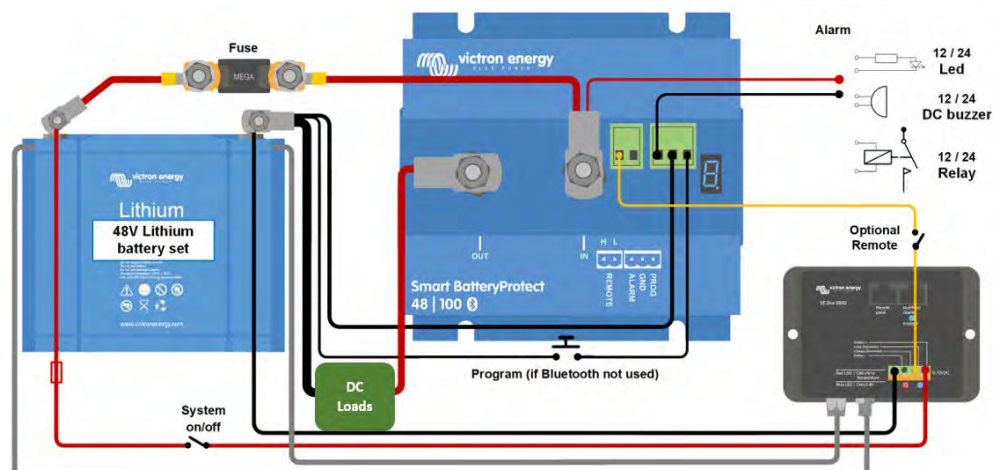 Fuse
MEGA
victron energy
BLUE POWER
Alarm
12 / 24
Led
12 / 24
DC buzzer
12 / 24
Relay
victron energy
Lithium
48V Lithium
battery set
www.victronenergy.com
OUT
IN
H L
REMOTE
ALARM
GND
PROG
Smart BatteryProtect
48 | 100
Optional
Remote
victron energy
Program (if Bluetooth not used)
DC
Loads
System
on/off